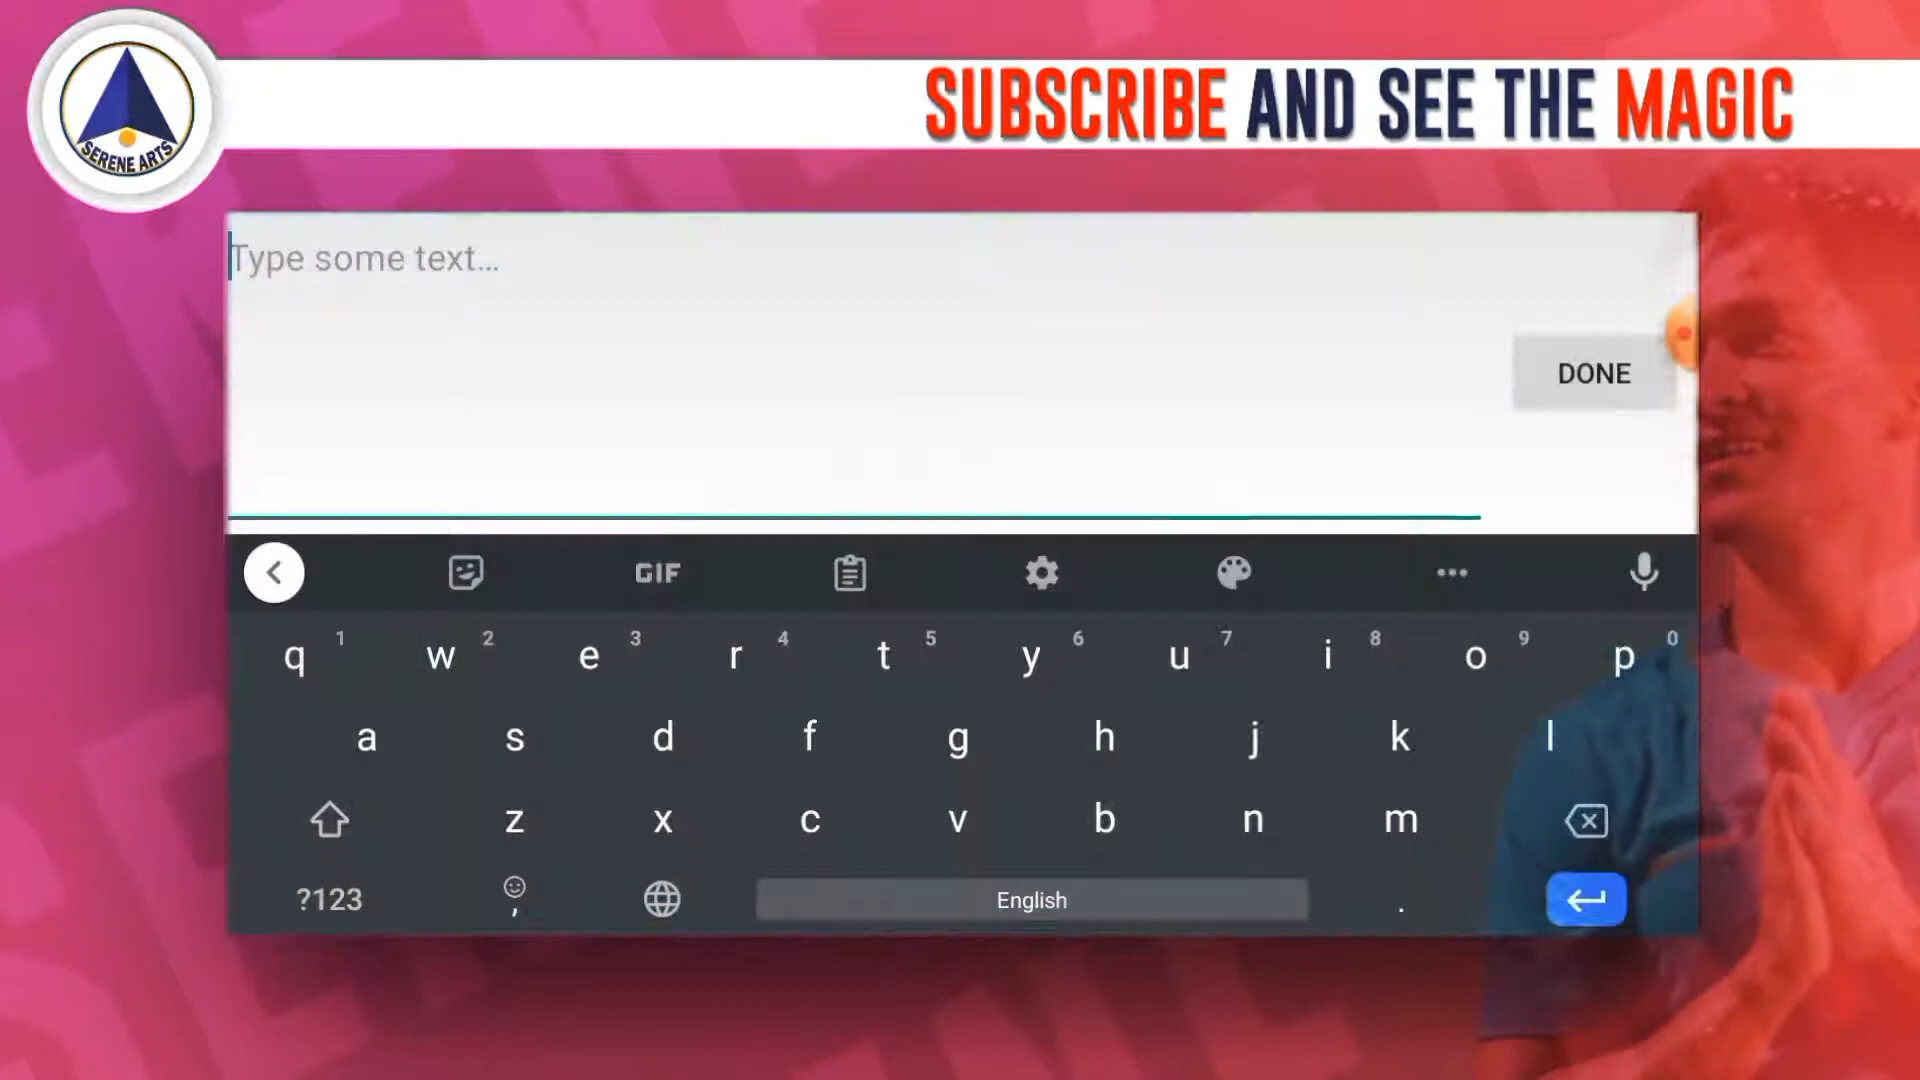 SUBSCRIBE AND SEE THE MAGIC
SERENE ARTS
Type some text...
DONE
GIF
q 1 w 2 e 3 r 4 t 5 y 6 u 7 i 8 o 9 p 0
a s d f g h j k l
z x c v b n m
?123 , English .